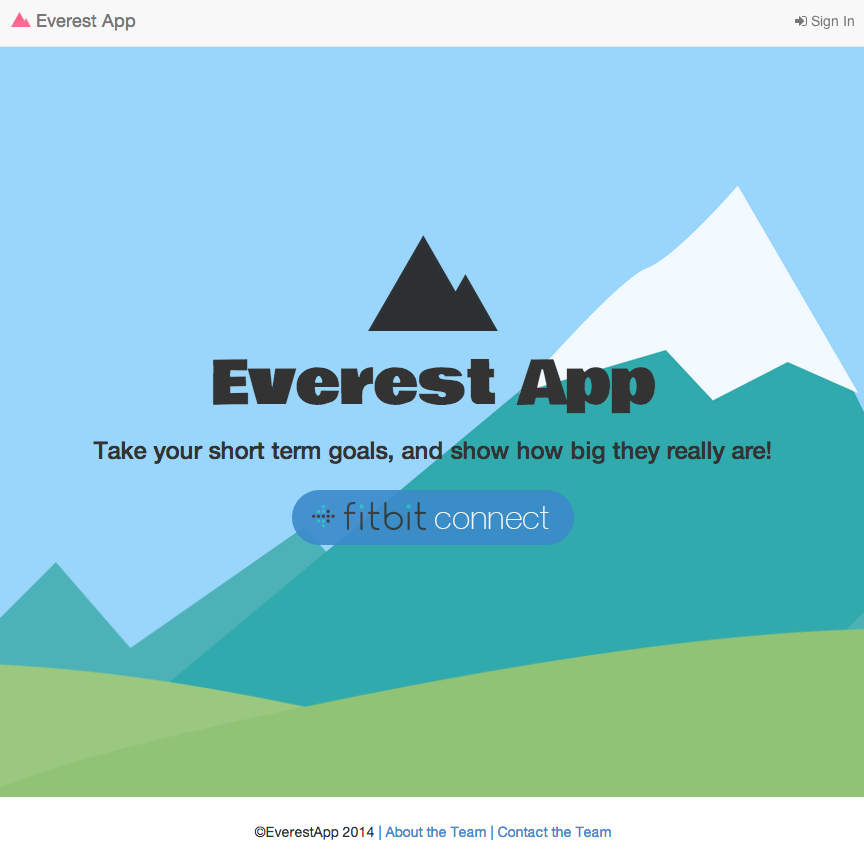 Everest App
Sign In
Everest App
Take your short term goals, and show how big they really are!
fitbit connect
©EverestApp 2014 | About the Team | Contact the Team